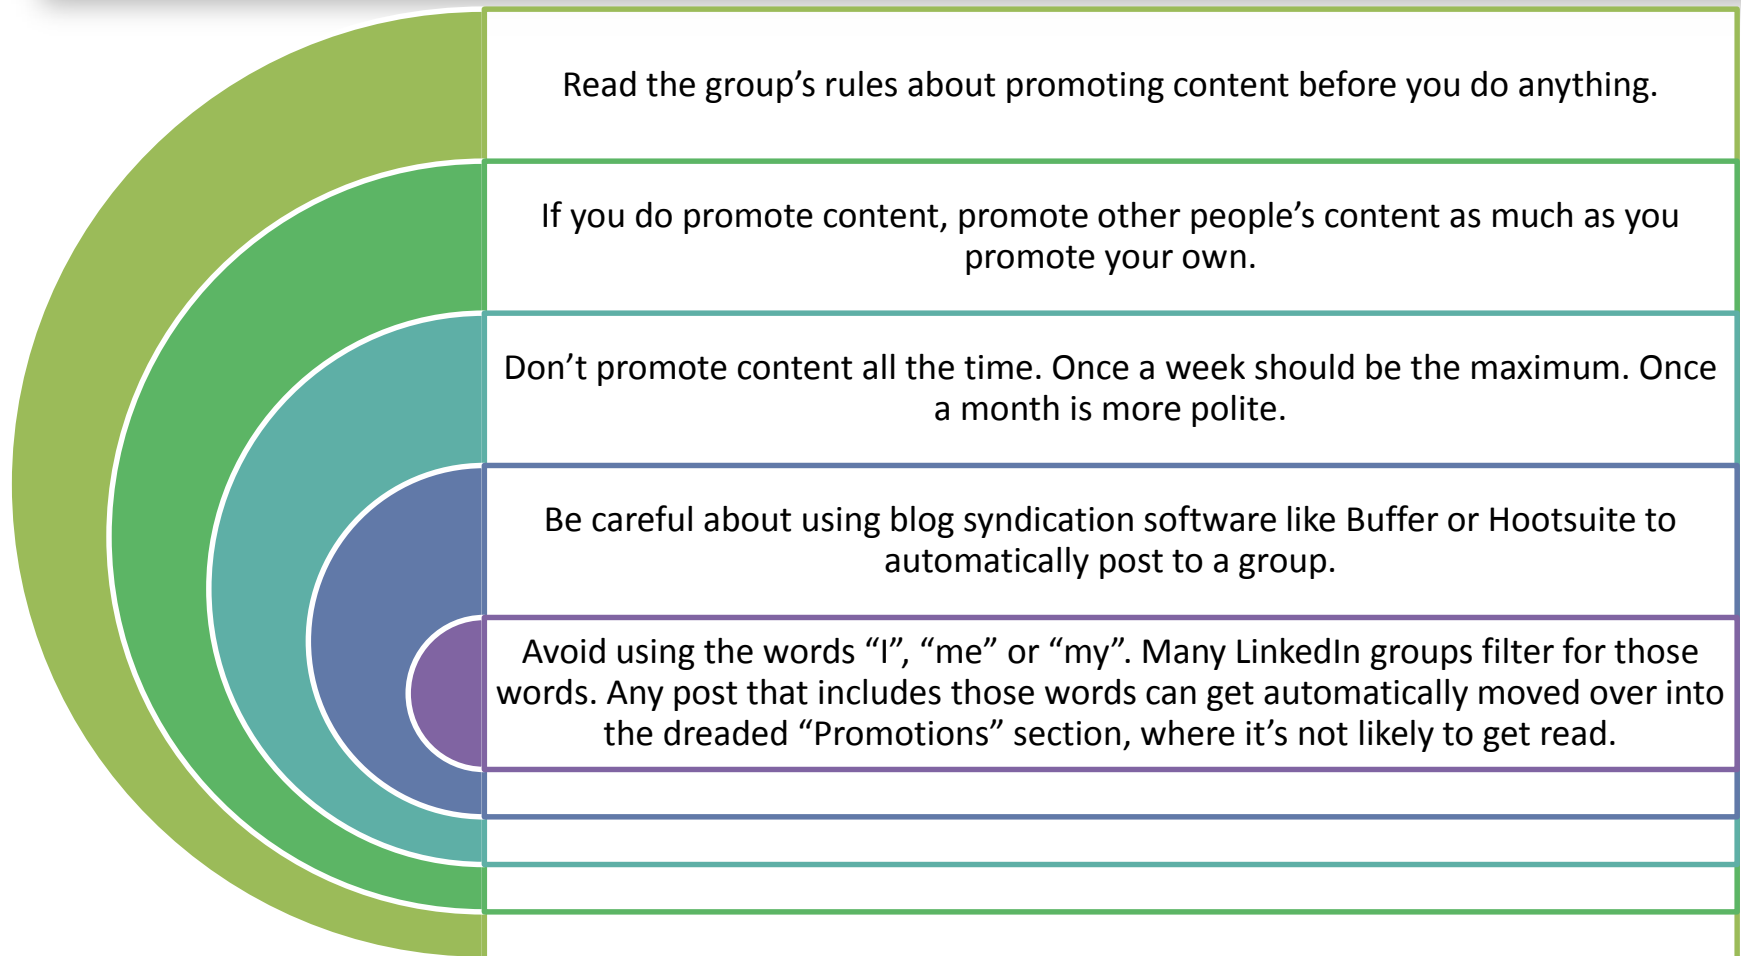 Read the group’s rules about promoting content before you do anything.
If you do promote content, promote other people’s content as much as you
promote your own.
Don’t promote content all the time. Once a week should be the maximum. Once
a month is more polite.
Be careful about using blog syndication software like Buffer or Hootsuite to
automatically post to a group.
Avoid using the words “I”, “me” or “my”. Many LinkedIn groups filter for those
words. Any post that includes those words can get automatically moved over into
the dreaded “Promotions” section, where it’s not likely to get read.